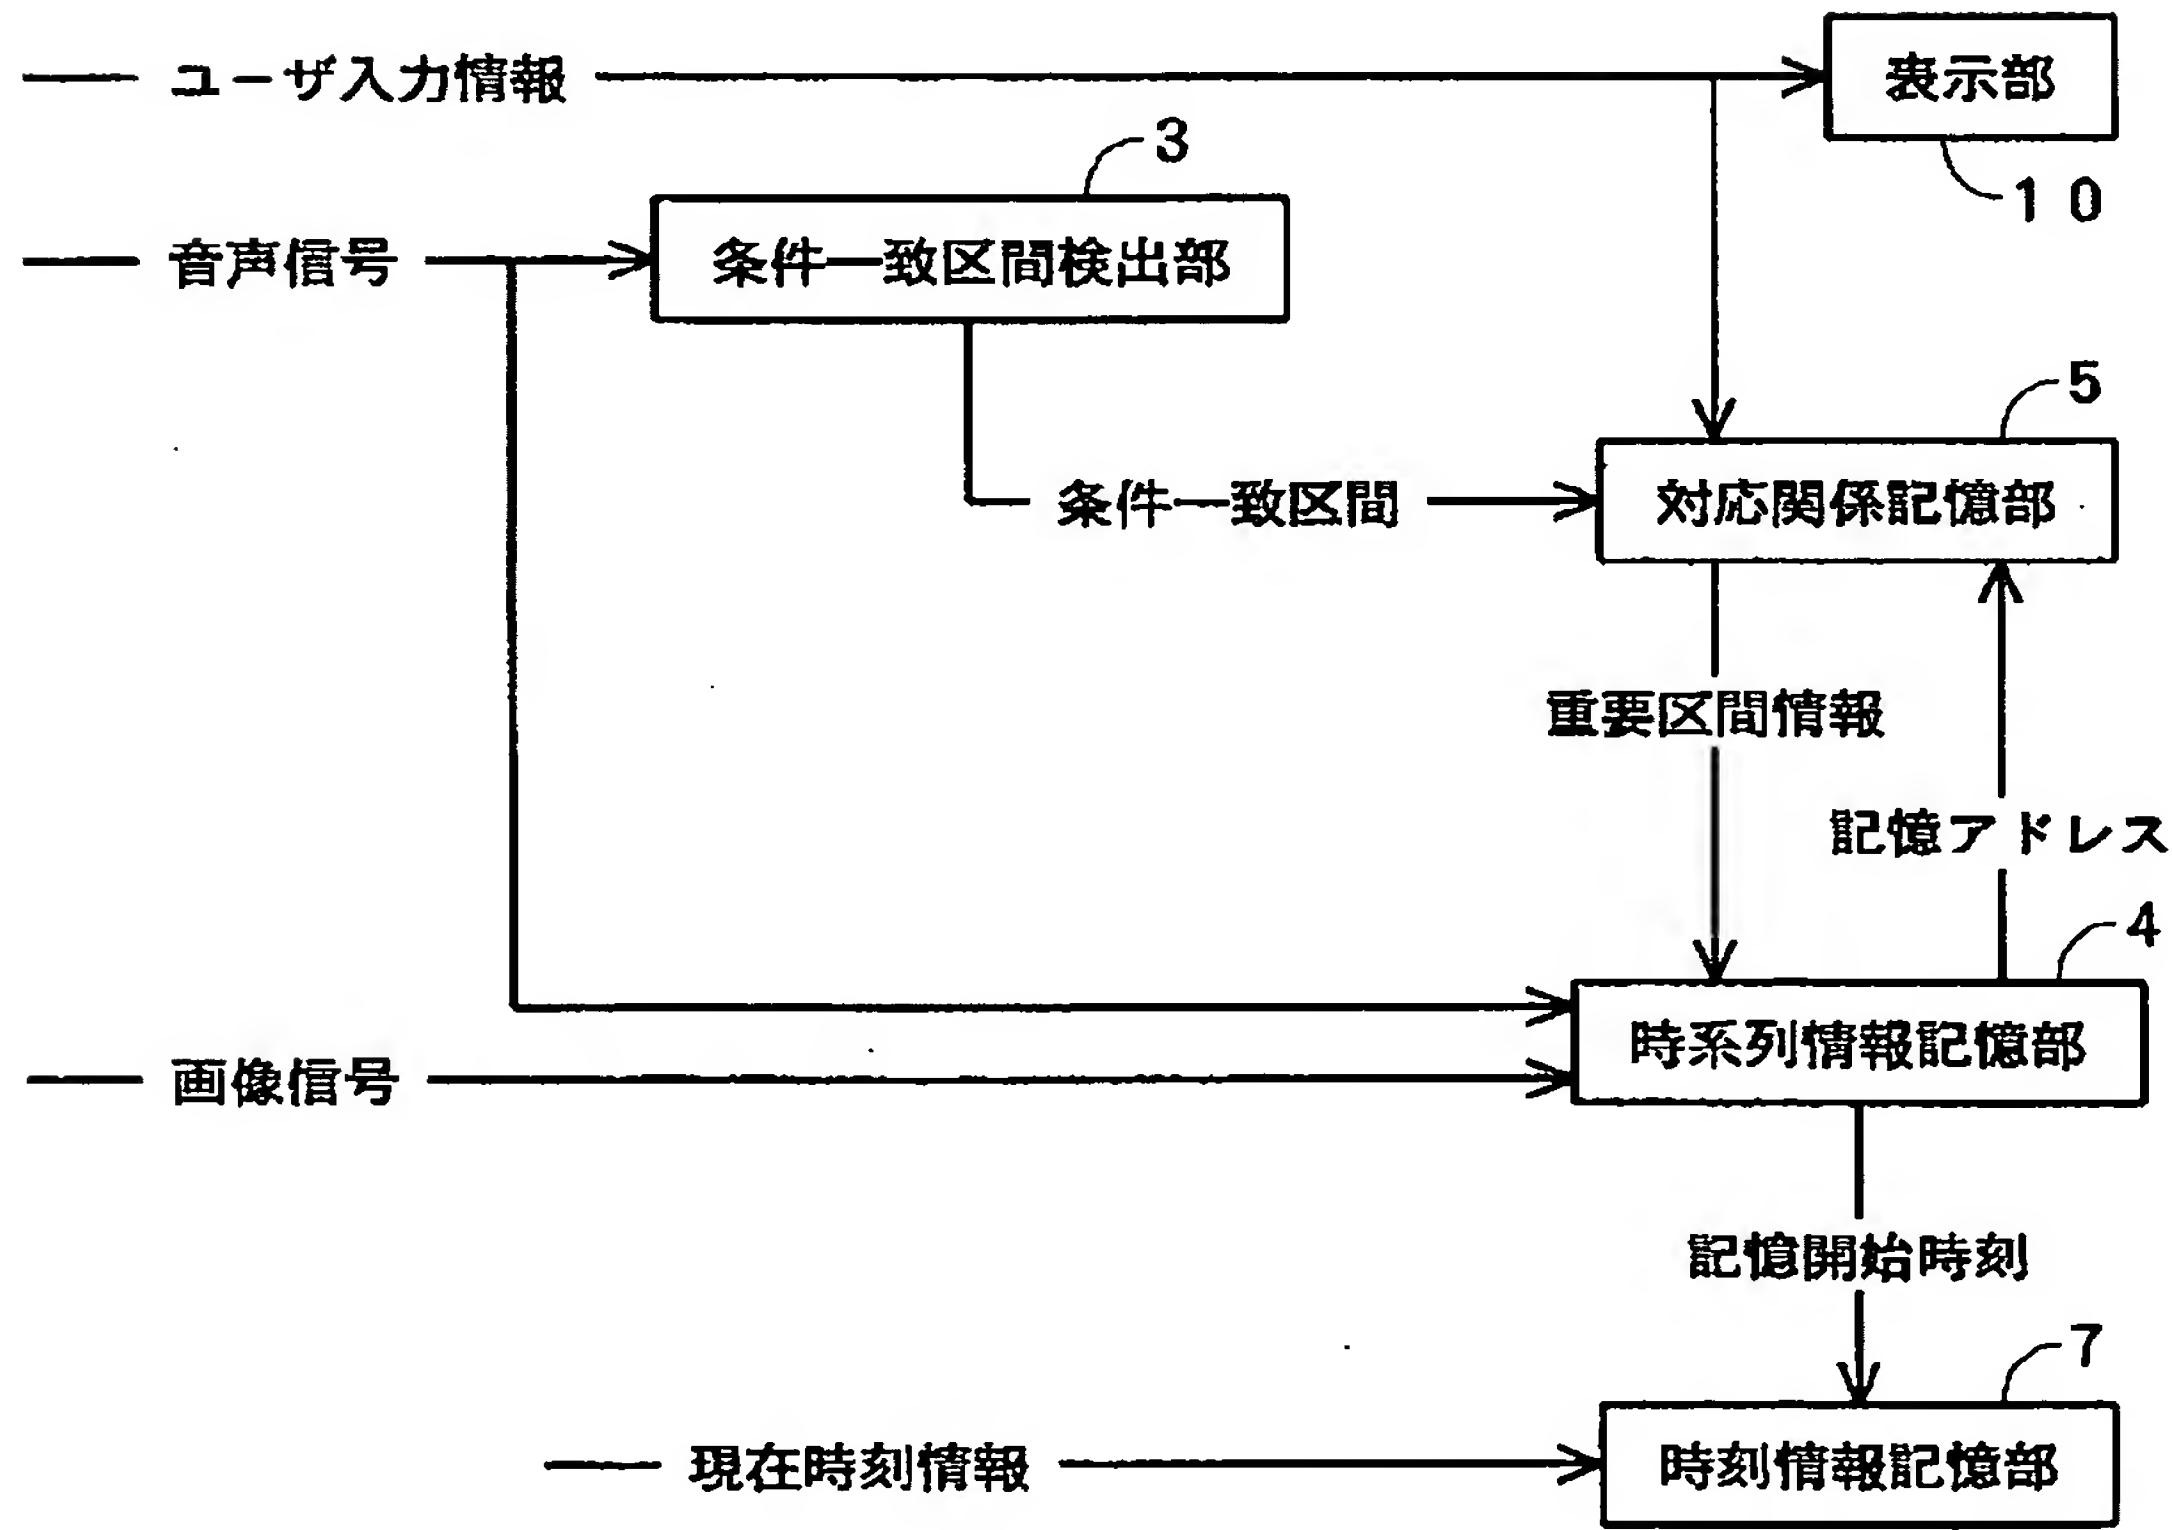 ユーザ入力情報
表示部
10
3
音声信号
条件一致区間検出部
5
条件一致区間
対応関係記憶部
重要区間情報
記憶アドレス
4
時系列情報記憶部
画像信号
記憶開始時刻
7
現在時刻情報
時刻情報記憶部